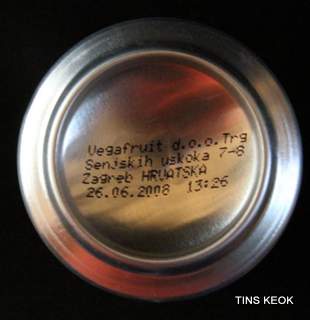 Vegafruit d.o.o.Trg
Senjskih uskoka 7-8
Zagreb HRVATSKA
26.06.2008 13:26
TINS KEOK